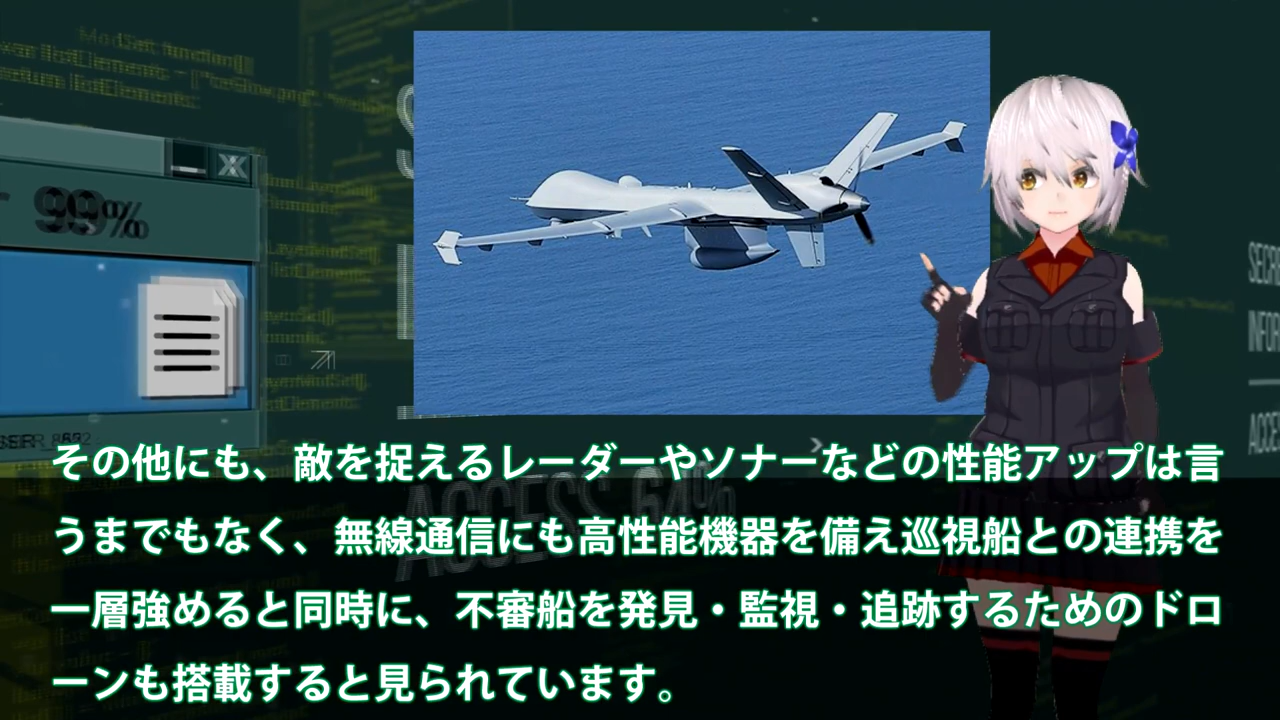 99%
ACCESS 64%
その他にも、敵を捉えるレーダーやソナーなどの性能アップは言
うまでもなく、無線通信にも高性能機器を備え巡視船との連携を
一層強めると同時に、不審船を発見・監視・追跡するためのドロ
ーンも搭載すると見られています。